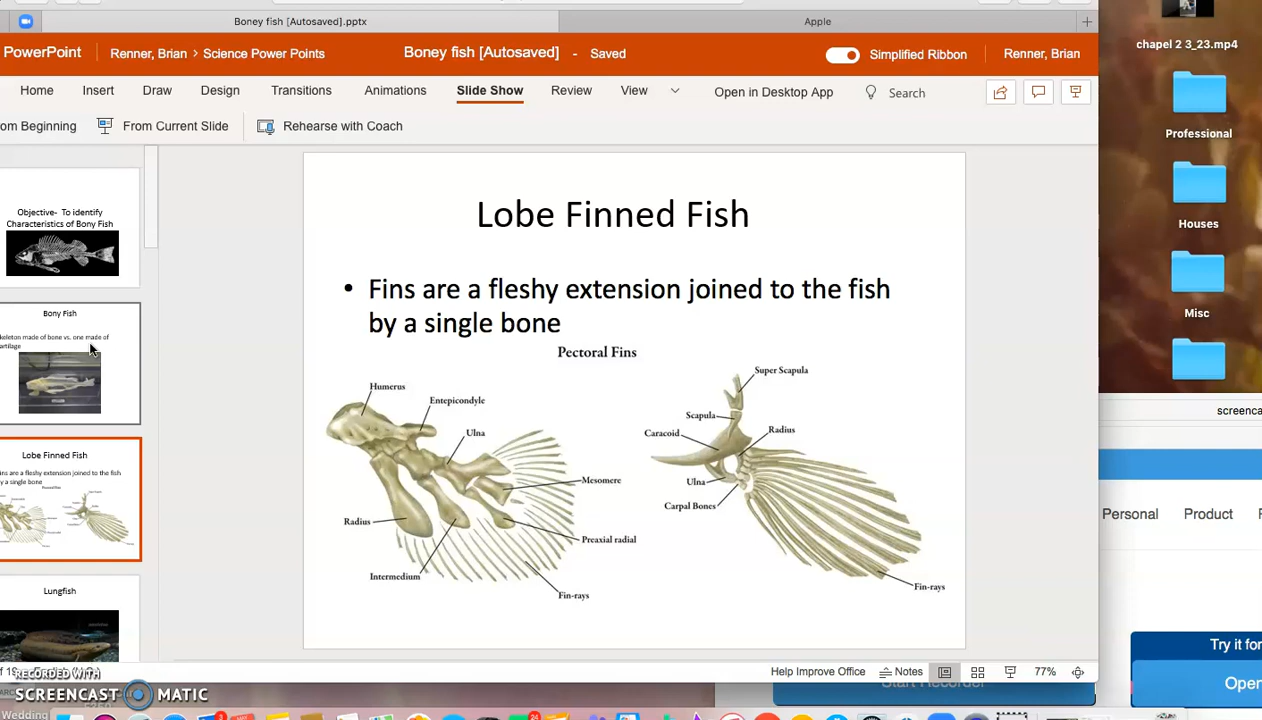 Boney fish [Autosaved].pptx
Apple
chapel 2 3_23.mp4
PowerPoint
Renner, Brian > Science Power Points
Boney fish [Autosaved] - Saved
Simplified Ribbon
Renner, Brian
Home
Insert
Draw
Design
Transitions
Animations
Slide Show
Review
View
Open in Desktop App
Search
om Beginning
From Current Slide
Rehearse with Coach
Professional
Houses
Misc
screenca
Personal
Product
Try it for
Open
Objective- To identify
Characteristics of Bony Fish
Bony Fish
keleton made of bone vs. one made of
artilage
Lobe Finned Fish
ins are a fleshy extension joined to the fish
y a single bone
Lungfish
Lobe Finned Fish
• Fins are a fleshy extension joined to the fish
by a single bone
Pectoral Fins
Humerus
Entepicondyle
Ulna
Mesomere
Radius
Preaxial radial
Intermedium
Fin-rays
Super Scapula
Scapula
Caracoid
Radius
Ulna
Carpal Bones
Fin-rays
Help Improve Office
Notes
77%
RECORDED WITH
SCREENCAST MATIC
Start Recorder
Wedding